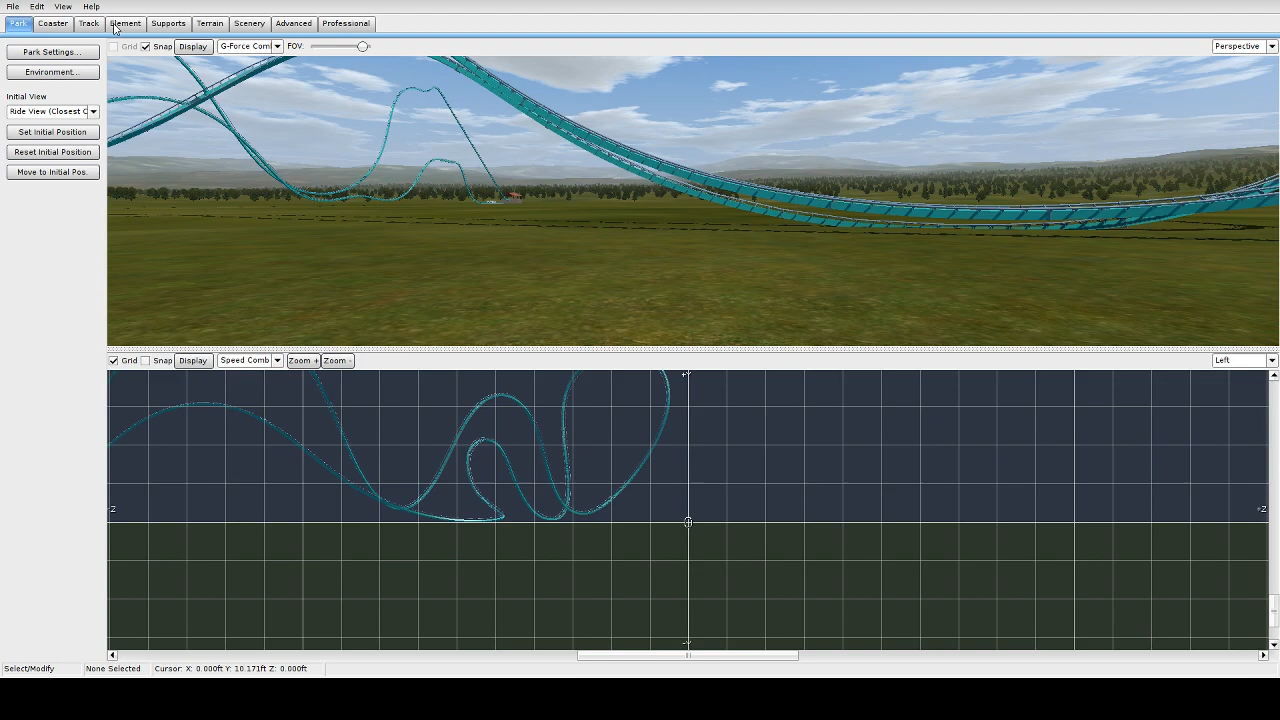 File Edit View Help
Park Coaster Track Element Supports Terrain Scenery Advanced Professional
Grid Snap Display G-Force Com FOV: Perspective
Park Settings...
Environment...
Initial View
Ride View (Closest C
Set Initial Position
Reset Initial Position
Move to Initial Pos.
Grid Snap Display Speed Comb Zoom + Zoom - Left
+Y
-Z +Z
-Y
Select/Modify None Selected Cursor: X: 0.000ft Y: 10.171ft Z: 0.000ft